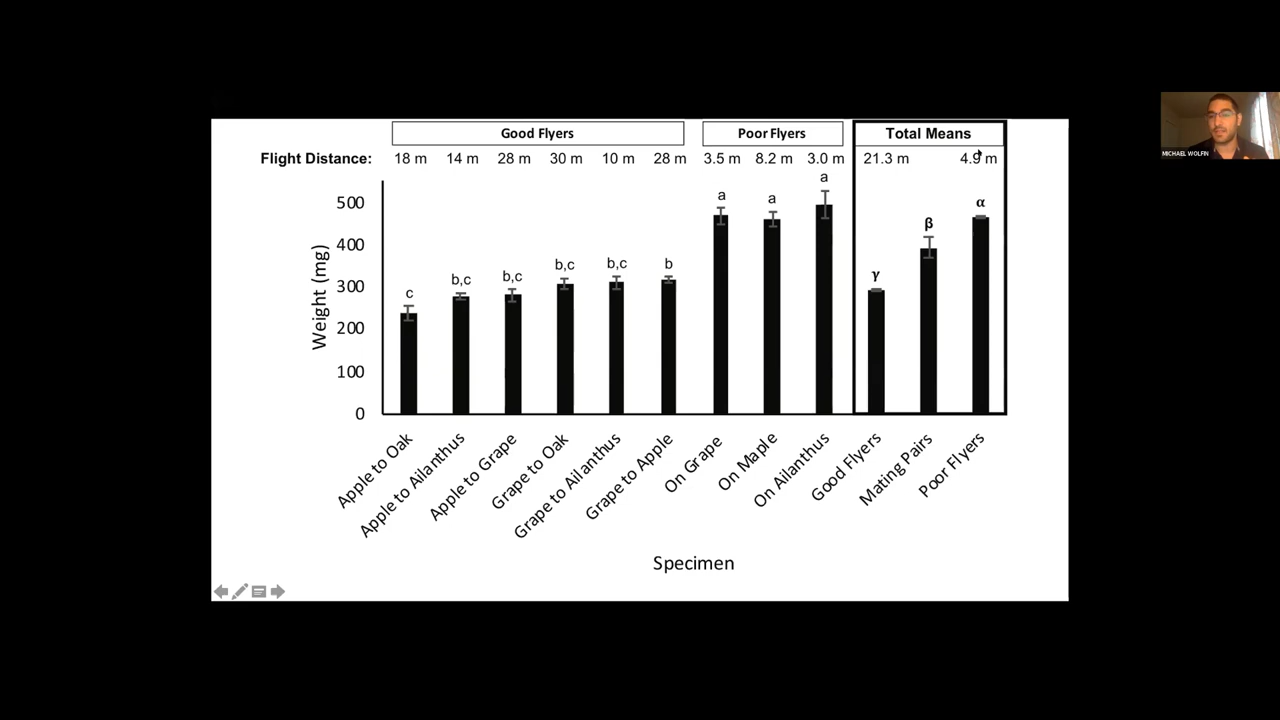 Good Flyers
Poor Flyers
Total Means
Flight Distance: 18 m 14 m 28 m 30 m 10 m 28 m 3.5 m 8.2 m 3.0 m 21.3 m 4.9 m
MICHAEL WOLFIN
Weight (mg)
500
400
300
200
100
0
c
b,c
b,c
b,c
b,c
b
a
a
a
γ
β
α
Apple to Oak
Apple to Ailanthus
Apple to Grape
Grape to Oak
Grape to Ailanthus
Grape to Apple
On Grape
On Maple
On Ailanthus
Good Flyers
Mating Pairs
Poor Flyers
Specimen